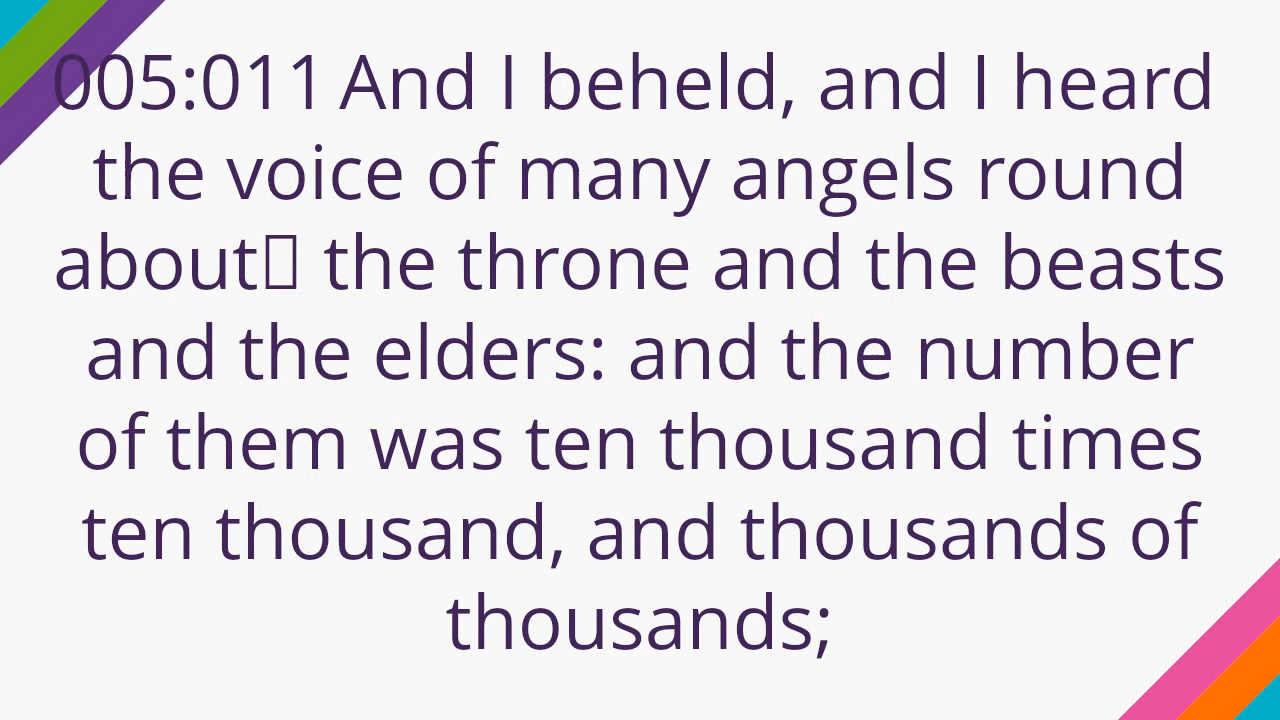 005:011 And I beheld, and I heard
the voice of many angels round
about▯ the throne and the beasts
and the elders: and the number
of them was ten thousand times
ten thousand, and thousands of
thousands;